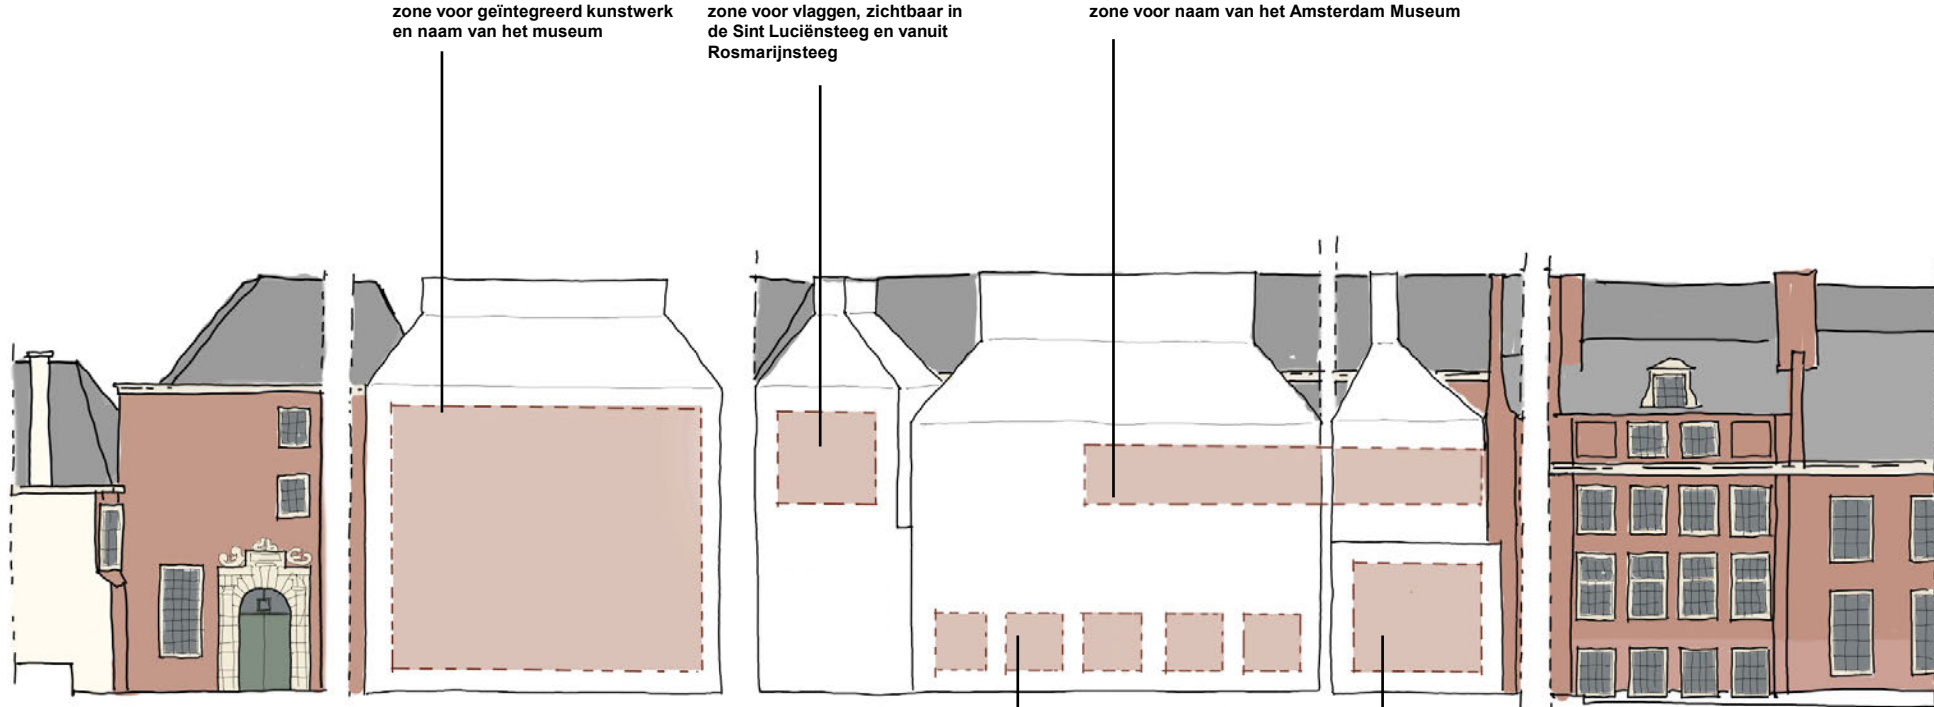 zone voor geïntegreerd kunstwerk
en naam van het museum
zone voor vlaggen, zichtbaar in
de Sint Luciënsteeg en vanuit
Rosmarijnsteeg
zone voor naam van het Amsterdam Museum